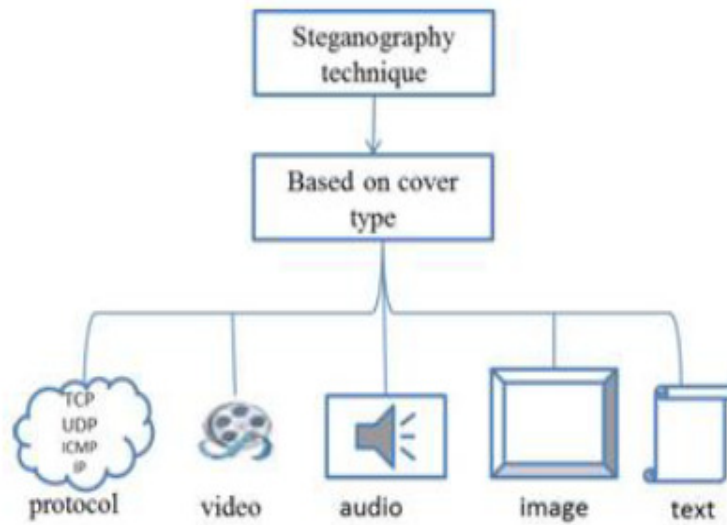 Steganography
technique
Based on cover
type
TCP
UDP
ICMP
IP
protocol
video
audio
image
text